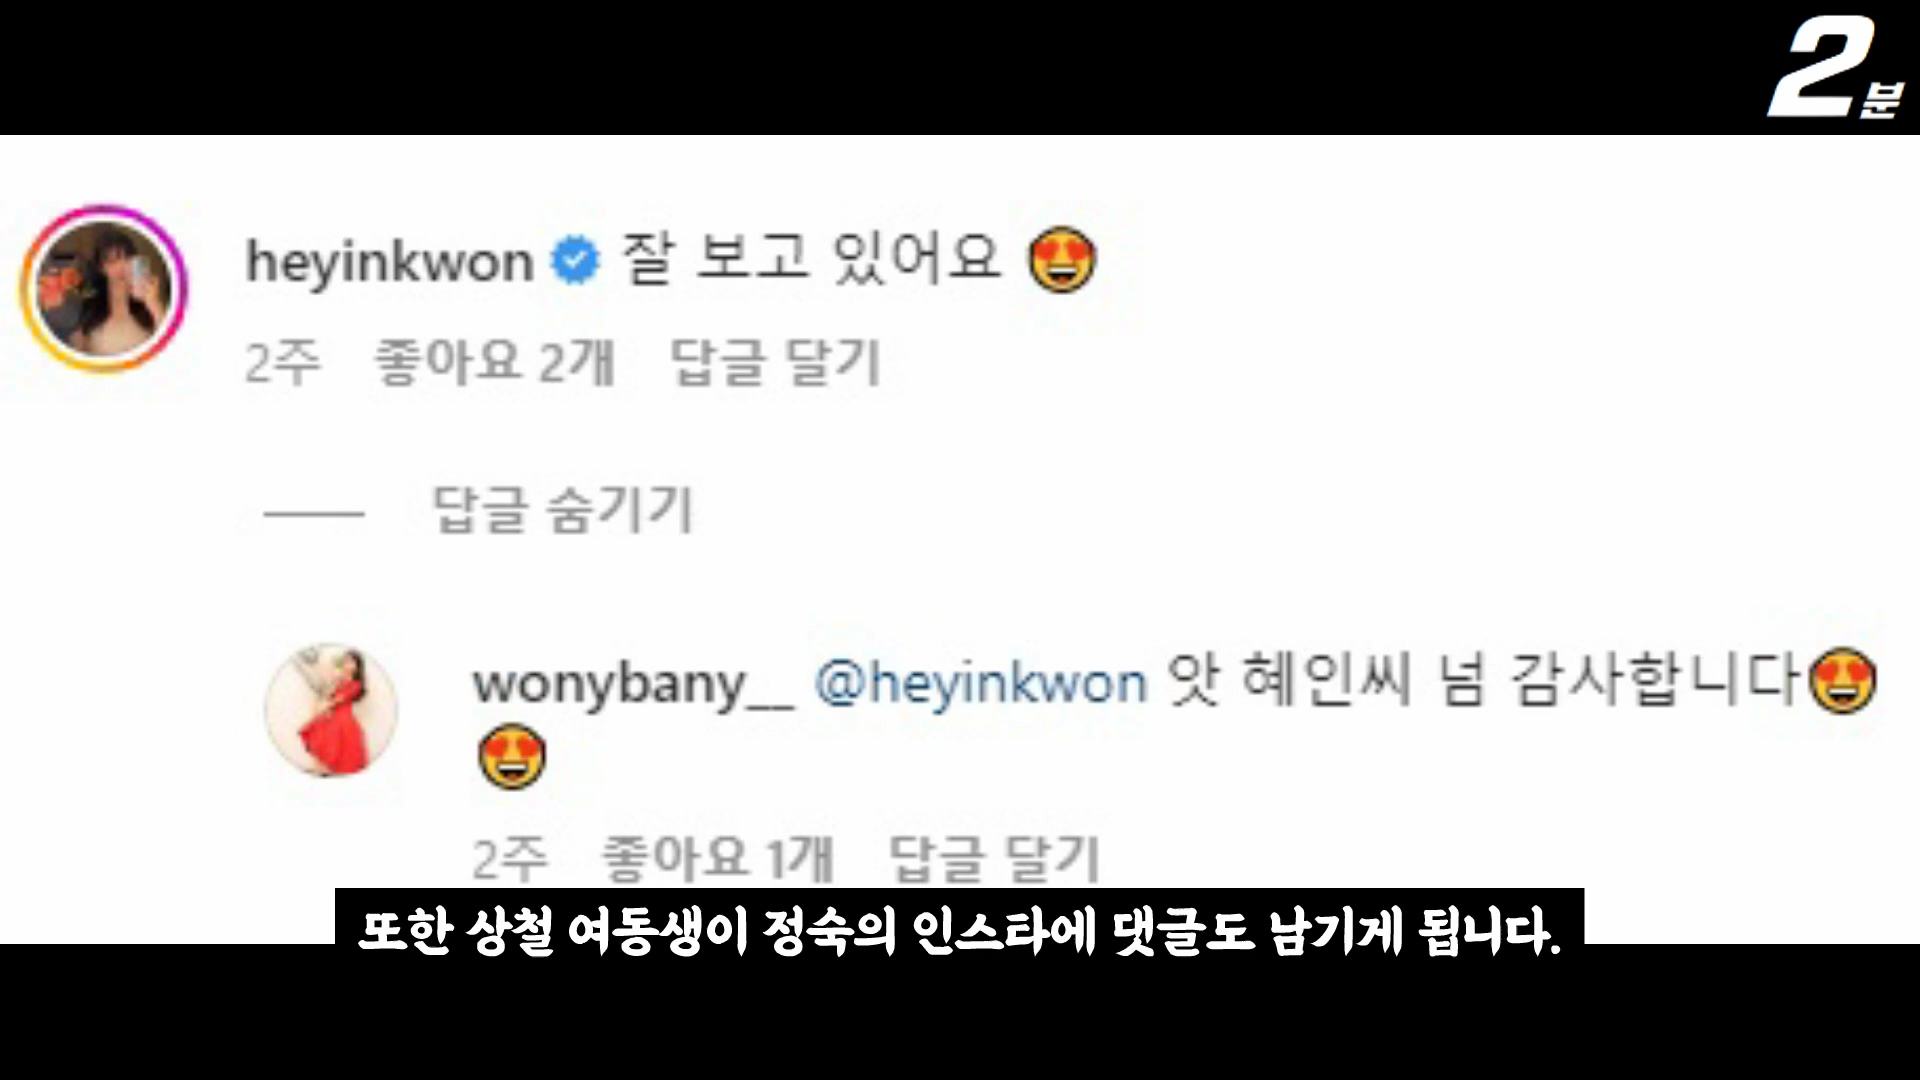 2분
heyinkwon 잘 보고 있어요 😍
2주 좋아요 2개 답글 달기
답글 숨기기
wonybany__ @heyinkwon 앗 혜인씨 넘 감사합니다😍
😍
2주 좋아요 1개 답글 달기
또한 상철 여동생이 정숙의 인스타에 댓글도 남기게 됩니다.